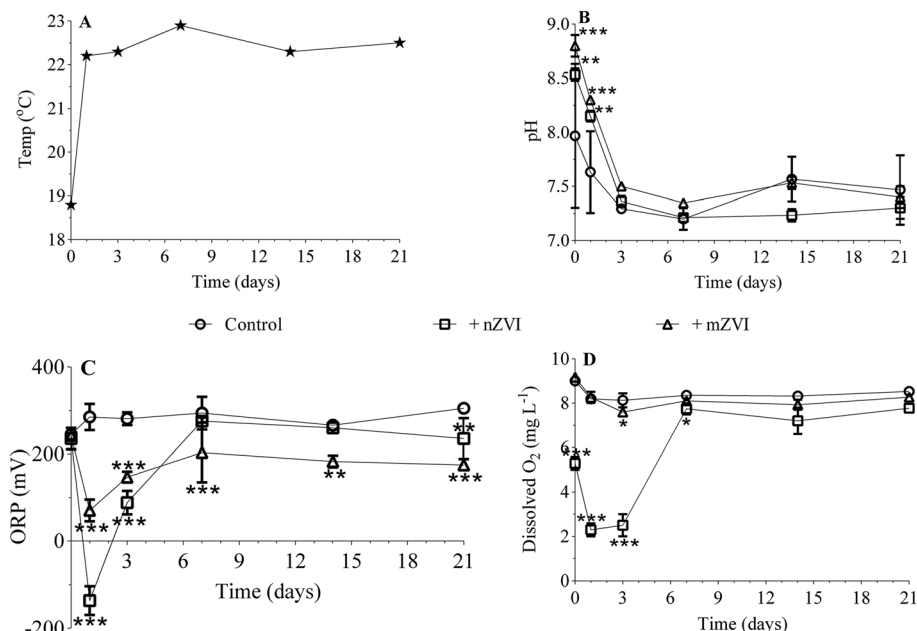 A
23
22
21
20
19
18
Temp (°C)
0 3 6 9 12 15 18 21
Time (days)
B
9.0
8.5
8.0
7.5
7.0
pH
***
**
***
**
0 3 6 9 12 15 18 21
Time (days)
Control
+ nZVI
+ mZVI
C
400
200
0
-200
ORP (mV)
**
***
***
**
***
***
***
***
3 6 9 12 15 18 21
Time (days)
D
10
8
6
4
2
0
Dissolved O₂ (mg L⁻¹)
*
*
***
***
***
0 3 6 9 12 15 18 21
Time (days)